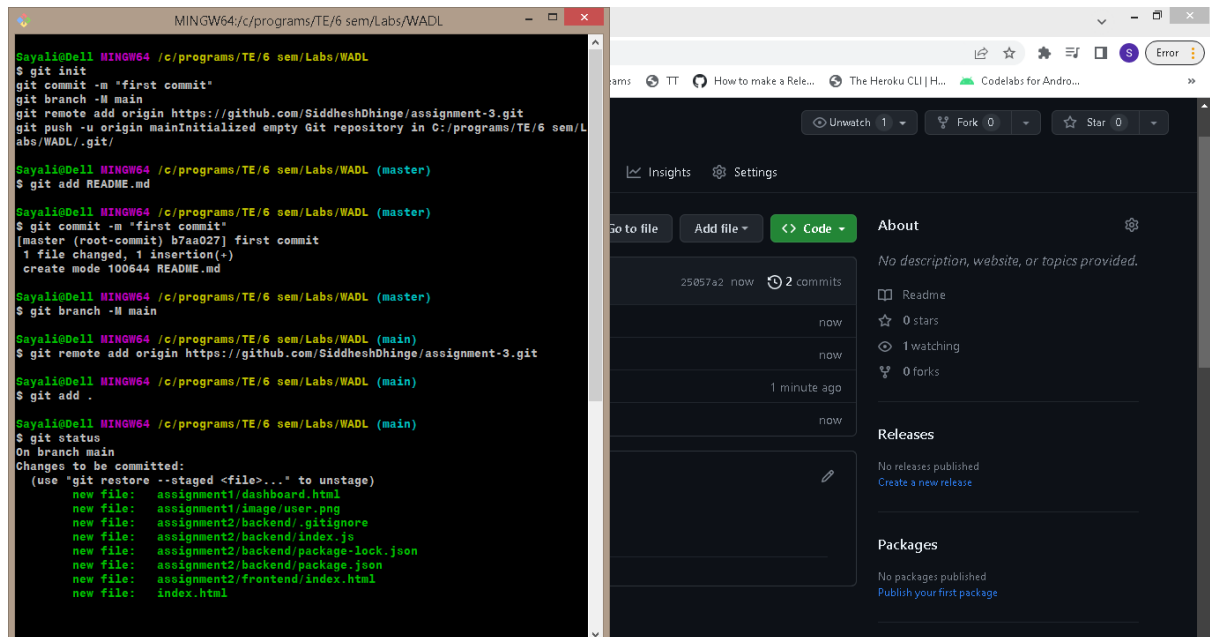 MINGW64:/c/programs/TE/6 sem/Labs/WADL
Sayali@Dell MINGW64 /c/programs/TE/6 sem/Labs/WADL
$ git init
git commit -m "first commit"
git branch -M main
git remote add origin https://github.com/SiddheshDhinge/assignment-3.git
git push -u origin mainInitialized empty Git repository in C:/programs/TE/6 sem/L
abs/WADL/.git/
Sayali@Dell MINGW64 /c/programs/TE/6 sem/Labs/WADL (master)
$ git add README.md
Sayali@Dell MINGW64 /c/programs/TE/6 sem/Labs/WADL (master)
$ git commit -m "first commit"
[master (root-commit) b7aa027] first commit
1 file changed, 1 insertion(+)
create mode 100644 README.md
Sayali@Dell MINGW64 /c/programs/TE/6 sem/Labs/WADL (master)
$ git branch -M main
Sayali@Dell MINGW64 /c/programs/TE/6 sem/Labs/WADL (main)
$ git remote add origin https://github.com/SiddheshDhinge/assignment-3.git
Sayali@Dell MINGW64 /c/programs/TE/6 sem/Labs/WADL (main)
$ git add .
Sayali@Dell MINGW64 /c/programs/TE/6 sem/Labs/WADL (main)
$ git status
On branch main
Changes to be committed:
(use "git restore --staged <file>..." to unstage)
new file: assignment1/dashboard.html
new file: assignment1/image/user.png
new file: assignment2/backend/.gitignore
new file: assignment2/backend/index.js
new file: assignment2/backend/package-lock.json
new file: assignment2/backend/package.json
new file: assignment2/frontend/index.html
new file: index.html
S Error
eams TT How to make a Rele... The Heroku CLI | H... Codelabs for Andro... »
Unwatch 1 Fork 0 Star 0
Insights Settings
Go to file Add file <> Code
25057a2 now 2 commits
now
now
1 minute ago
now
About
No description, website, or topics provided.
Readme
0 stars
1 watching
0 forks
Releases
No releases published
Create a new release
Packages
No packages published
Publish your first package